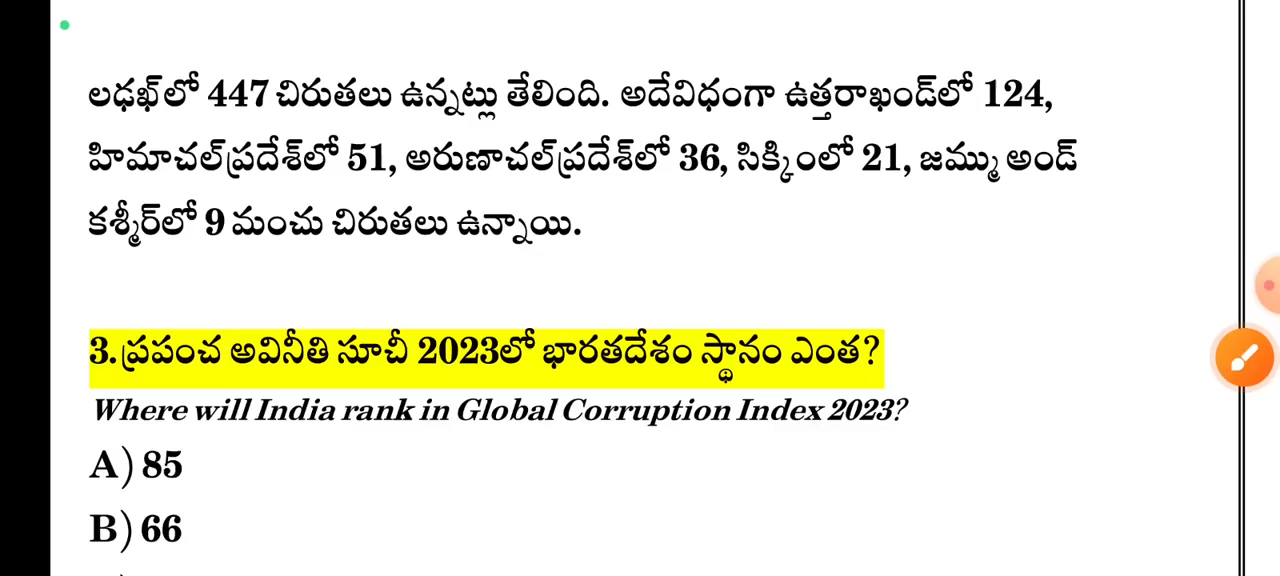 లఢఖ్‌లో 447 చిరుతలు ఉన్నట్లు తేలింది. అదేవిధంగా ఉత్తరాఖండ్‌లో 124,
హిమాచల్‌ప్రదేశ్‌లో 51, అరుణాచల్‌ప్రదేశ్‌లో 36, సిక్కింలో 21, జమ్ము అండ్
కశ్మీర్‌లో 9 మంచు చిరుతలు ఉన్నాయి.
3. ప్రపంచ అవినీతి సూచీ 2023లో భారతదేశం స్థానం ఎంత?
Where will India rank in Global Corruption Index 2023?
A) 85
B) 66